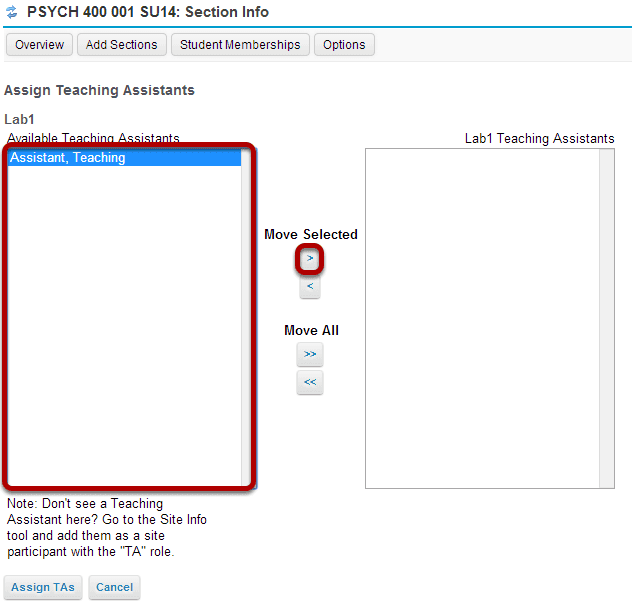 PSYCH 400 001 SU14: Section Info
Overview
Add Sections
Student Memberships
Options
Assign Teaching Assistants
Lab1
Available Teaching Assistants
Lab1 Teaching Assistants
Assistant, Teaching
Move Selected
>
<
Move All
>>
<<
Note: Don't see a Teaching
Assistant here? Go to the Site Info
tool and add them as a site
participant with the "TA" role.
Assign TAs
Cancel